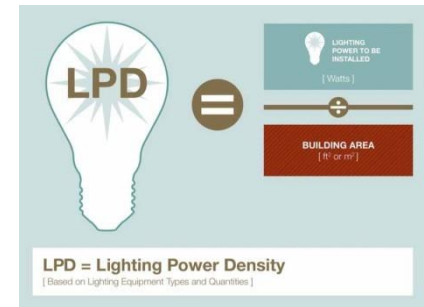 LPD
LIGHTING
POWER TO BE
INSTALLED
[ Watts ]
BUILDING AREA
[ ft² or m² ]
LPD = Lighting Power Density
[ Based on Lighting Equipment Types and Quantities ]